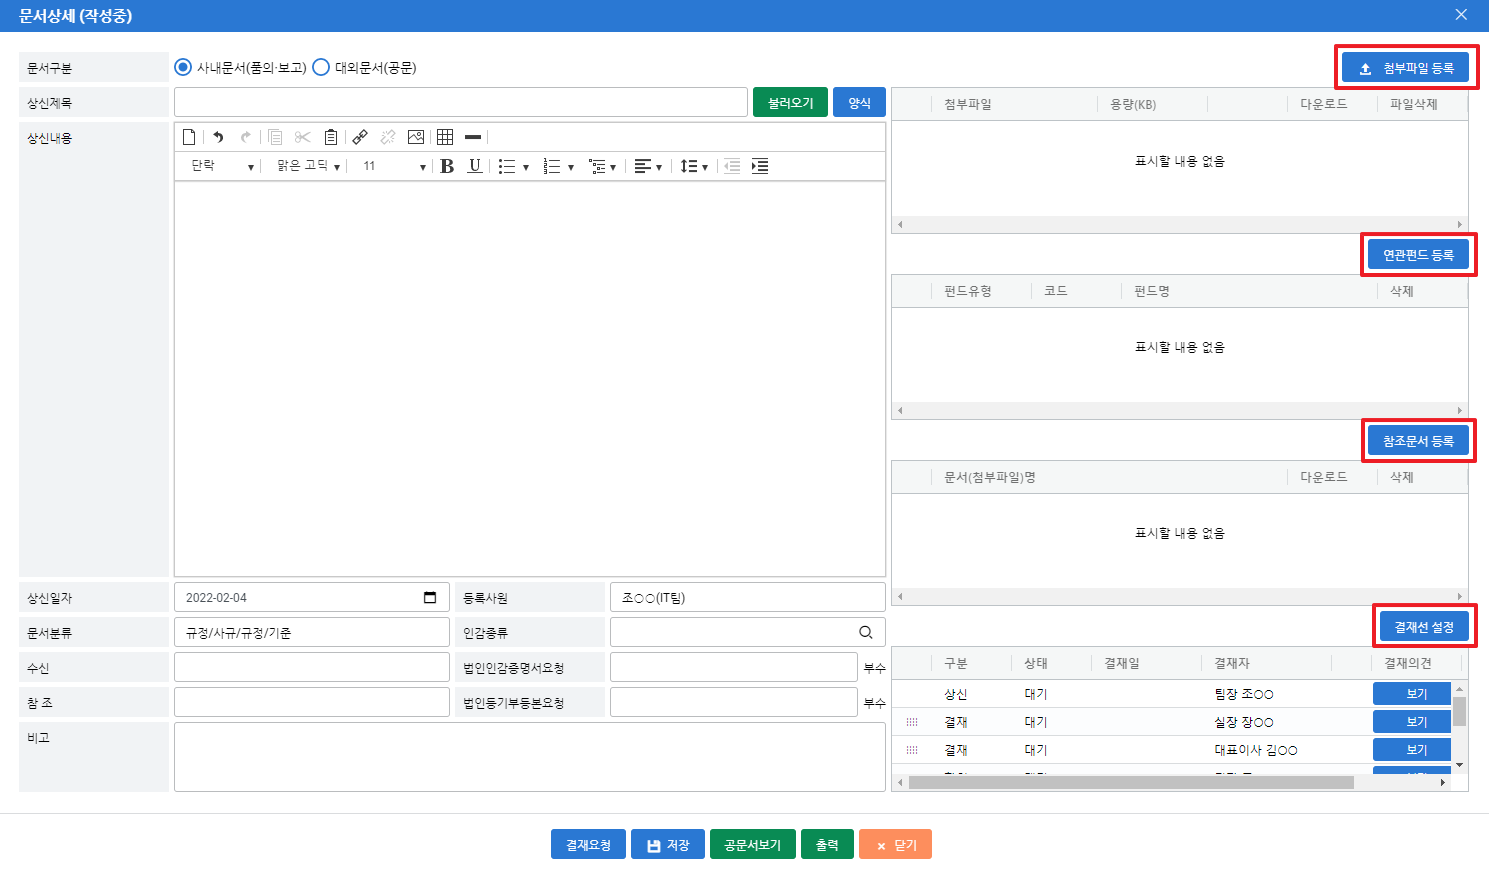 문서상세 (작성중)
문서구분
사내문서(품의·보고)
대외문서(공문)
첨부파일 등록
상신제목
불러오기
양식
첨부파일
용량(KB)
다운로드
파일삭제
상신내용
단락
맑은 고딕
11
B
U
표시할 내용 없음
연관펀드 등록
펀드유형
코드
펀드명
삭제
표시할 내용 없음
참조문서 등록
문서(첨부파일)명
다운로드
삭제
표시할 내용 없음
상신일자
2022-02-04
등록사원
조○○(IT팀)
결재선 설정
문서분류
규정/사규/규정/기준
인감종류
구분
상태
결재일
결재자
결재의견
수신
법인인감증명서요청
부수
상신
대기
팀장 조○○
보기
참 조
법인등기부등본요청
부수
결재
대기
실장 장○○
보기
비고
결재
대기
대표이사 김○○
보기
결재요청
저장
공문서보기
출력
닫기